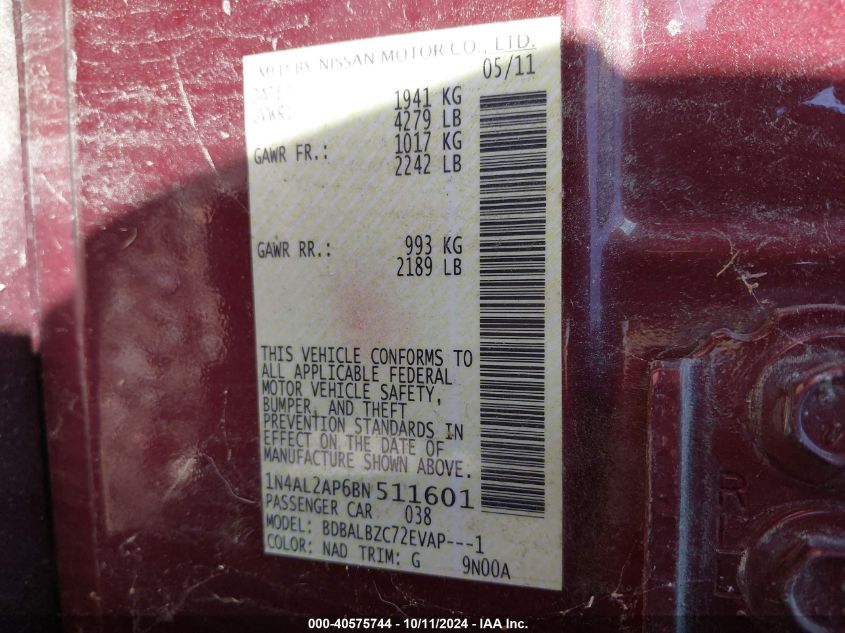 MFD BY NISSAN MOTOR CO., LTD.
DATE: 05/11
GVWR: 1941 KG
4279 LB
GAWR FR.: 1017 KG
2242 LB
GAWR RR.: 993 KG
2189 LB
THIS VEHICLE CONFORMS TO
ALL APPLICABLE FEDERAL
MOTOR VEHICLE SAFETY,
BUMPER, AND THEFT
PREVENTION STANDARDS IN
EFFECT ON THE DATE OF
MANUFACTURE SHOWN ABOVE.
1N4AL2AP6BN511601
PASSENGER CAR 038
MODEL: BDBALBZC72EVAP---1
COLOR: NAD TRIM: G 9N00A
000-40575744 - 10/11/2024 - IAA Inc.